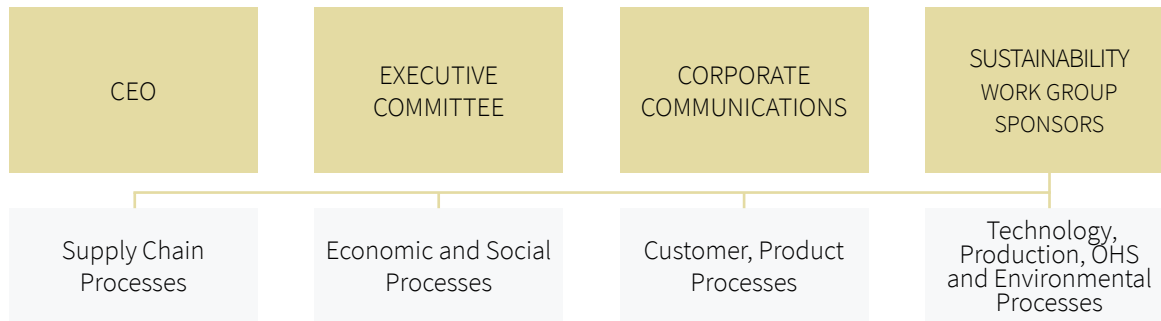 CEO
EXECUTIVE
COMMITTEE
CORPORATE
COMMUNICATIONS
SUSTAINABILITY
WORK GROUP
SPONSORS
Supply Chain
Processes
Economic and Social
Processes
Customer, Product
Processes
Technology,
Production, OHS
and Environmental
Processes